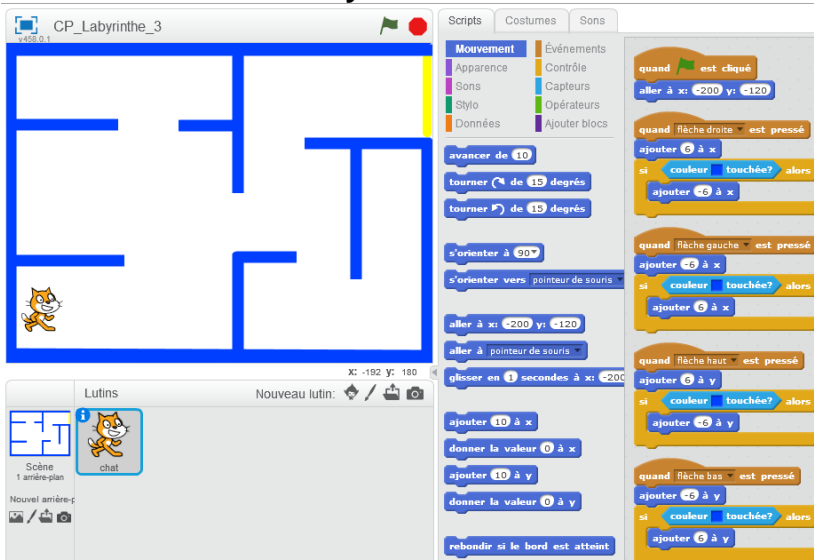 CP_Labyrinthe_3
v458.0.1
x: -192 y: 180
Lutins
Nouveau lutin:
Scène
1 arrière-plan
Nouvel arrière-p
chat
Scripts
Costumes
Sons
Mouvement
Événements
Apparence
Contrôle
Sons
Capteurs
Stylo
Opérateurs
Données
Ajouter blocs
avancer de 10
tourner de 15 degrés
tourner de 15 degrés
s'orienter à 90
s'orienter vers pointeur de souris
aller à x: -200 y: -120
aller à pointeur de souris
glisser en 1 secondes à x: -200
ajouter 10 à x
donner la valeur 0 à x
ajouter 10 à y
donner la valeur 0 à y
rebondir si le bord est atteint
quand est cliqué
aller à x: -200 y: -120
quand flèche droite est pressé
ajouter 6 à x
si couleur touchée? alors
ajouter -6 à x
quand flèche gauche est pressé
ajouter -6 à x
si couleur touchée? alors
ajouter 6 à x
quand flèche haut est pressé
ajouter 6 à y
si couleur touchée? alors
ajouter -6 à y
quand flèche bas est pressé
ajouter -6 à y
si couleur touchée? alors
ajouter 6 à y